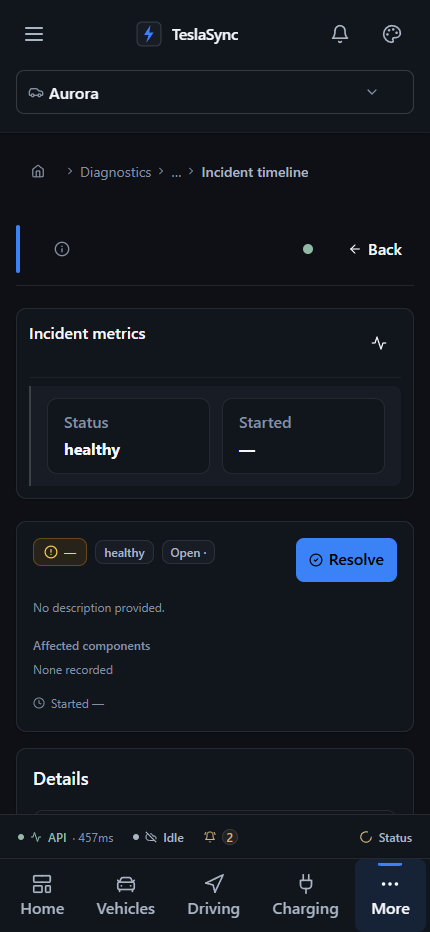 TeslaSync
Aurora
Diagnostics ... Incident timeline
Back
Incident metrics
Status Started
healthy —
— healthy Open · Resolve
No description provided.
Affected components
None recorded
Started —
Details
API · 457ms Idle 2 Status
Home Vehicles Driving Charging More